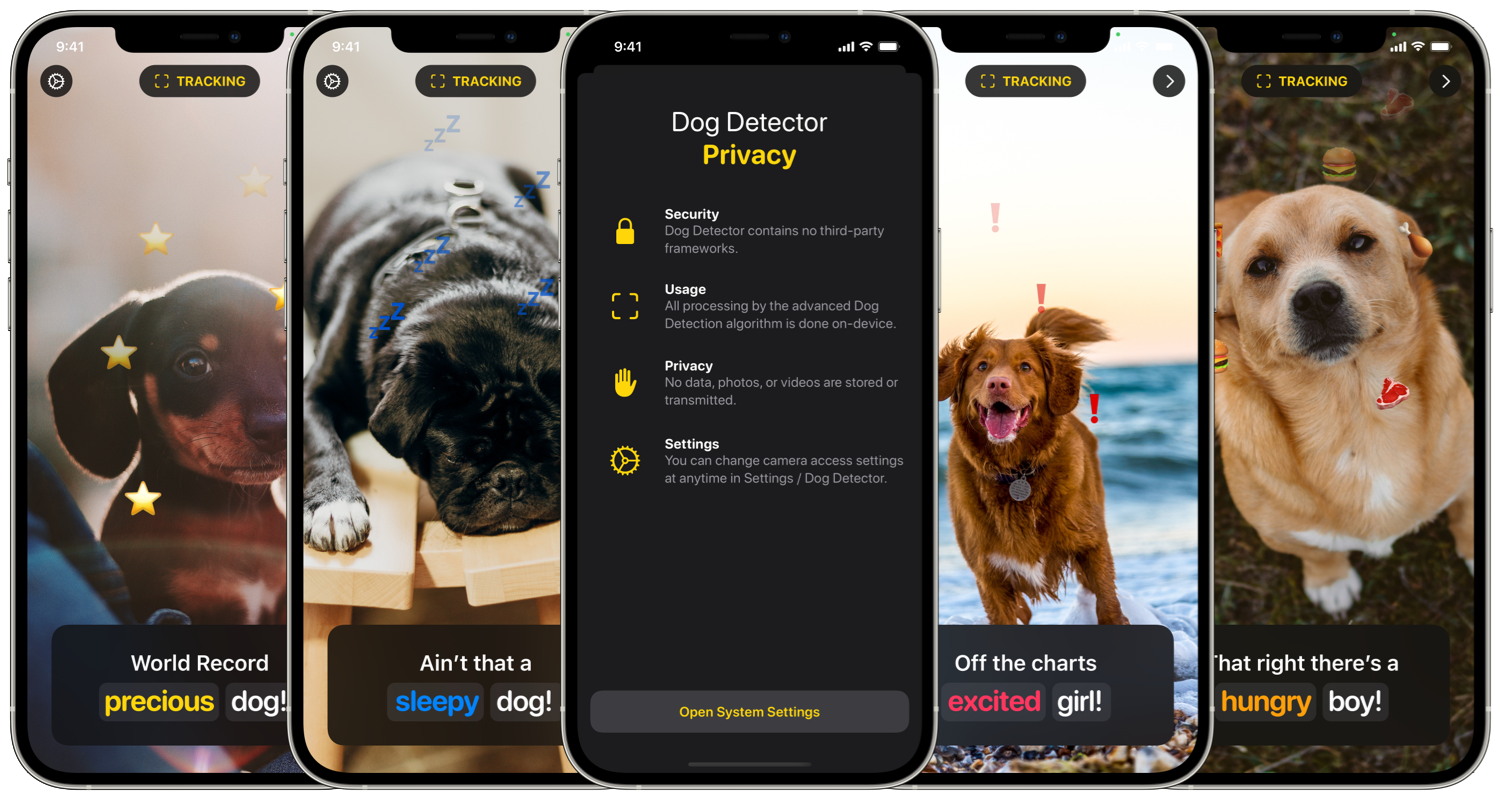 9:41
TRACKING
World Record
precious dog!
9:41
TRACKING
zzZ
zzZ
zzZ
zzZ
zzZ
Ain’t that a
sleepy dog!
9:41
Dog Detector
Privacy
Security
Dog Detector contains no third-party
frameworks.
Usage
All processing by the advanced Dog
Detection algorithm is done on-device.
Privacy
No data, photos, or videos are stored or
transmitted.
Settings
You can change camera access settings
at anytime in Settings / Dog Detector.
Open System Settings
TRACKING
!
!
!
Off the charts
excited girl!
TRACKING
That right there’s a
hungry boy!